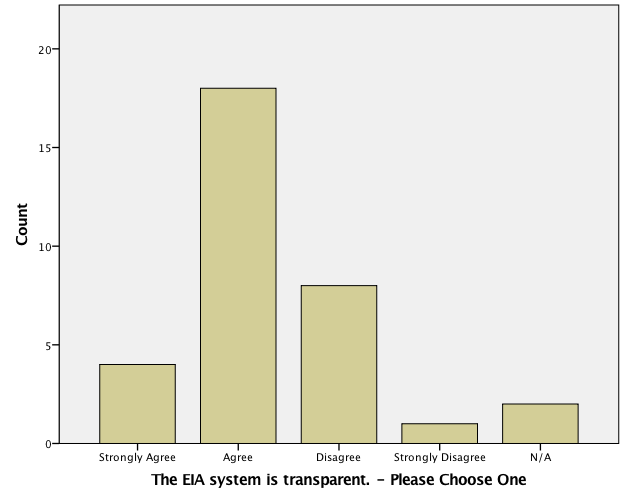 Count
20
15
10
5
0
Strongly Agree Agree Disagree Strongly Disagree N/A
The EIA system is transparent. - Please Choose One